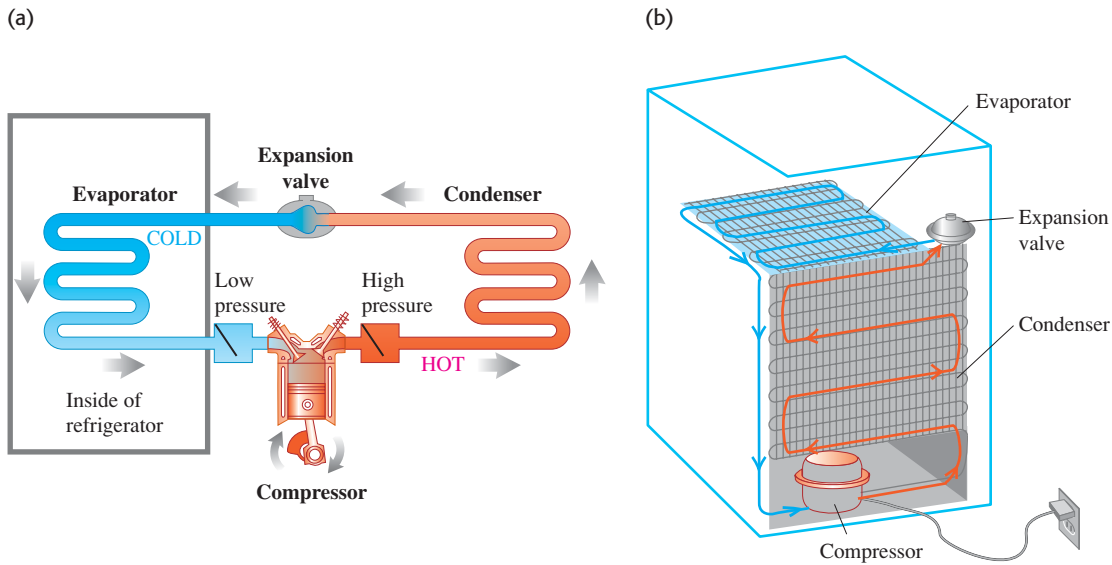 (a)
Evaporator
Expansion
valve
Condenser
COLD
Low
pressure
High
pressure
HOT
Inside of
refrigerator
Compressor
(b)
Evaporator
Expansion
valve
Condenser
Compressor